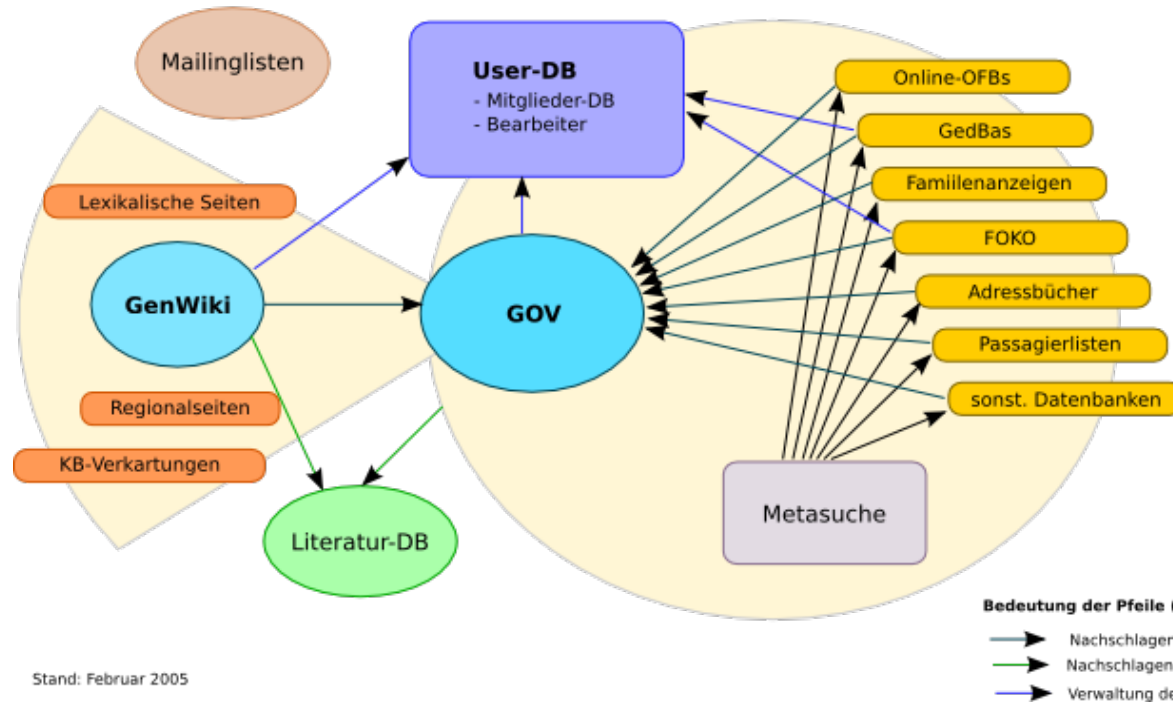 Mailinglisten
User-DB
- Mitglieder-DB
- Bearbeiter
Online-OFBs
GedBas
Famiilenanzeigen
FOKO
Adressbücher
Passagierlisten
sonst. Datenbanken
Lexikalische Seiten
GenWiki
GOV
Regionalseiten
KB-Verkartungen
Literatur-DB
Metasuche
Bedeutung der Pfeile (
Nachschlagen
Nachschlagen
Verwaltung de
Stand: Februar 2005